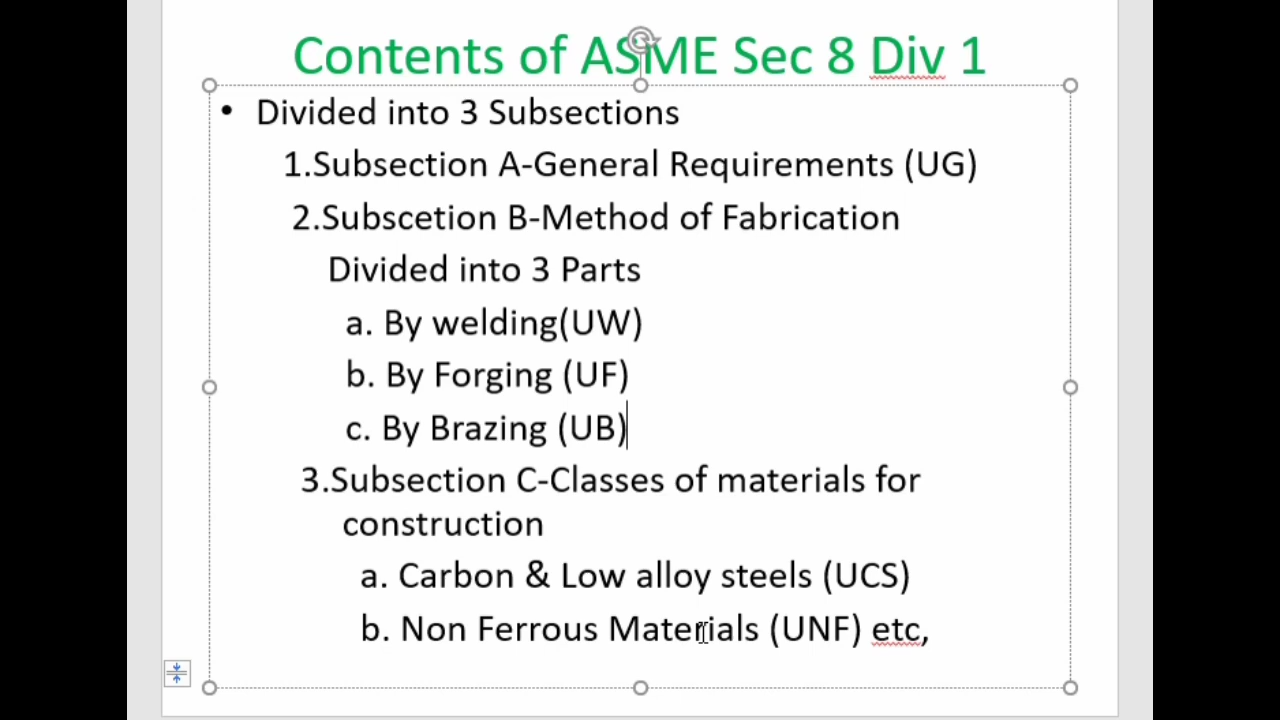 Contents of ASME Sec 8 Div 1
• Divided into 3 Subsections
1.Subsection A-General Requirements (UG)
2.Subscetion B-Method of Fabrication
Divided into 3 Parts
a. By welding(UW)
b. By Forging (UF)
c. By Brazing (UB)
3.Subsection C-Classes of materials for
construction
a. Carbon & Low alloy steels (UCS)
b. Non Ferrous Materials (UNF) etc,